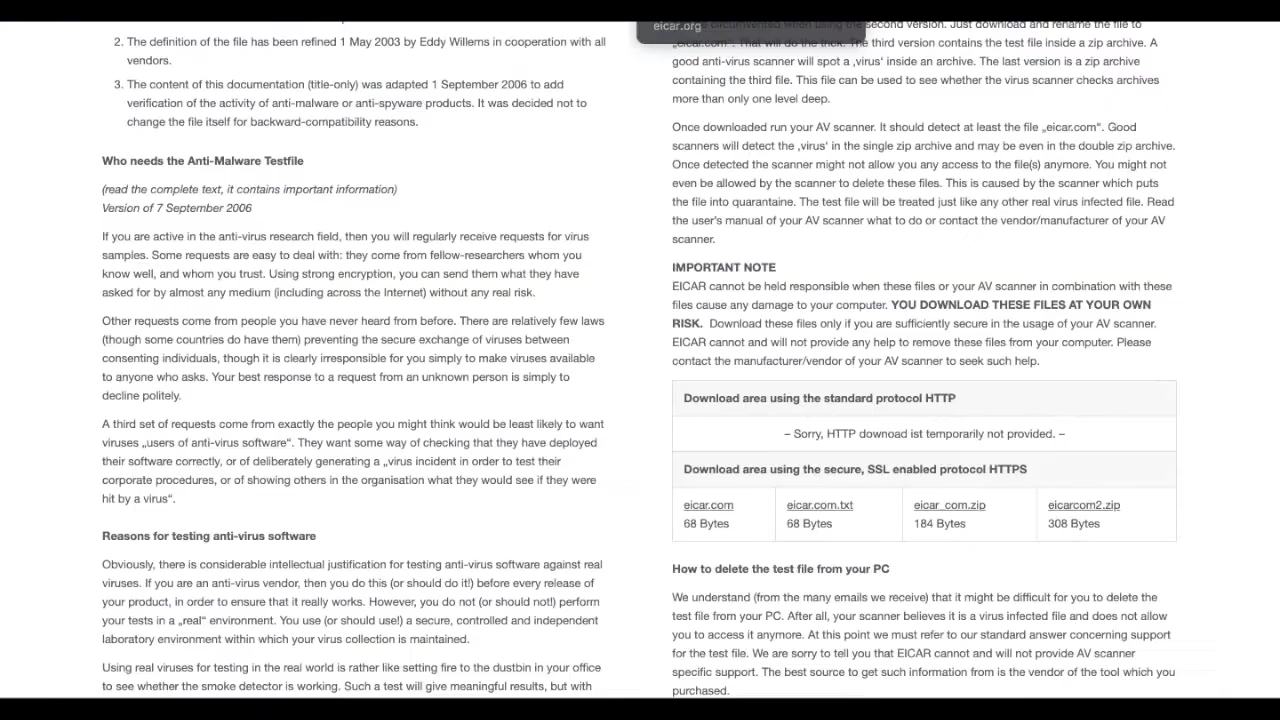 2. The definition of the file has been refined 1 May 2003 by Eddy Willems in cooperation with all
vendors.
3. The content of this documentation (title-only) was adapted 1 September 2006 to add
verification of the activity of anti-malware or anti-spyware products. It was decided not to
change the file itself for backward-compatibility reasons.
Who needs the Anti-Malware Testfile
(read the complete text, it contains important information)
Version of 7 September 2006
If you are active in the anti-virus research field, then you will regularly receive requests for virus
samples. Some requests are easy to deal with: they come from fellow-researchers whom you
know well, and whom you trust. Using strong encryption, you can send them what they have
asked for by almost any medium (including across the Internet) without any real risk.
Other requests come from people you have never heard from before. There are relatively few laws
(though some countries do have them) preventing the secure exchange of viruses between
consenting individuals, though it is clearly irresponsible for you simply to make viruses available
to anyone who asks. Your best response to a request from an unknown person is simply to
decline politely.
A third set of requests come from exactly the people you might think would be least likely to want
viruses „users of anti-virus software“. They want some way of checking that they have deployed
their software correctly, or of deliberately generating a „virus incident in order to test their
corporate procedures, or of showing others in the organisation what they would see if they were
hit by a virus“.
Reasons for testing anti-virus software
Obviously, there is considerable intellectual justification for testing anti-virus software against real
viruses. If you are an anti-virus vendor, then you do this (or should do it!) before every release of
your product, in order to ensure that it really works. However, you do not (or should not!) perform
your tests in a „real“ environment. You use (or should use!) a secure, controlled and independent
laboratory environment within which your virus collection is maintained.
Using real viruses for testing in the real world is rather like setting fire to the dustbin in your office
to see whether the smoke detector is working. Such a test will give meaningful results, but with
eicar.org
circumvented when using the second version. Just download and rename the file to
„eicar.com“. That will do the trick. The third version contains the test file inside a zip archive. A
good anti-virus scanner will spot a ‚virus‘ inside an archive. The last version is a zip archive
containing the third file. This file can be used to see whether the virus scanner checks archives
more than only one level deep.
Once downloaded run your AV scanner. It should detect at least the file „eicar.com“. Good
scanners will detect the ‚virus‘ in the single zip archive and may be even in the double zip archive.
Once detected the scanner might not allow you any access to the file(s) anymore. You might not
even be allowed by the scanner to delete these files. This is caused by the scanner which puts
the file into quarantaine. The test file will be treated just like any other real virus infected file. Read
the user's manual of your AV scanner what to do or contact the vendor/manufacturer of your AV
scanner.
IMPORTANT NOTE
EICAR cannot be held responsible when these files or your AV scanner in combination with these
files cause any damage to your computer. YOU DOWNLOAD THESE FILES AT YOUR OWN
RISK. Download these files only if you are sufficiently secure in the usage of your AV scanner.
EICAR cannot and will not provide any help to remove these files from your computer. Please
contact the manufacturer/vendor of your AV scanner to seek such help.
Download area using the standard protocol HTTP
– Sorry, HTTP downoad ist temporarily not provided. –
Download area using the secure, SSL enabled protocol HTTPS
eicar.com eicar.com.txt eicar_com.zip eicarcom2.zip
68 Bytes 68 Bytes 184 Bytes 308 Bytes
How to delete the test file from your PC
We understand (from the many emails we receive) that it might be difficult for you to delete the
test file from your PC. After all, your scanner believes it is a virus infected file and does not allow
you to access it anymore. At this point we must refer to our standard answer concerning support
for the test file. We are sorry to tell you that EICAR cannot and will not provide AV scanner
specific support. The best source to get such information from is the vendor of the tool which you
purchased.